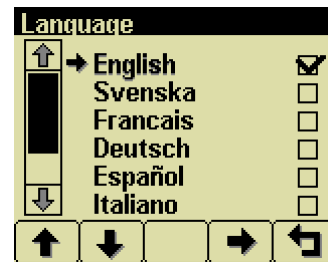 Language
English
Svenska
Francais
Deutsch
Español
Italiano